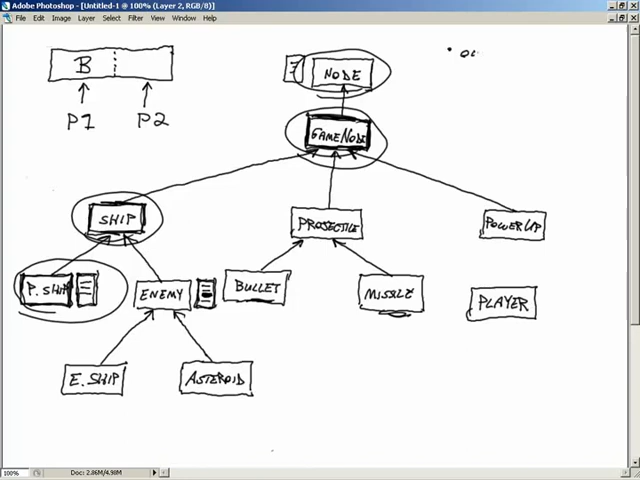 Adobe Photoshop - [Untitled-1 @ 100% (Layer 2, RGB/8)]
File Edit Image Layer Select Filter View Window Help
B
P1 P2
NODE
GAMENODE
SHIP
PROJECTILE
POWERUP
P. SHIP
ENEMY
BULLET
MISSILE
PLAYER
E. SHIP
ASTEROID
100%
Doc: 2.86M/4.98M